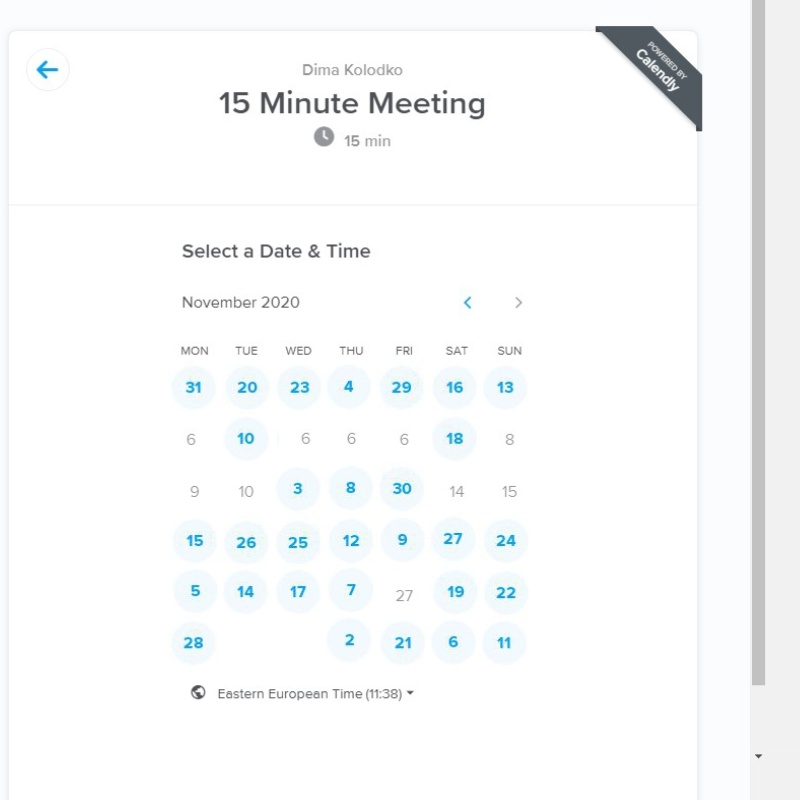 POWERED BY
Calendly
Dima Kolodko
15 Minute Meeting
15 min
Select a Date & Time
November 2020
MON TUE WED THU FRI SAT SUN
31 20 23 4 29 16 13
6 10 6 6 6 18 8
9 10 3 8 30 14 15
15 26 25 12 9 27 24
5 14 17 7 27 19 22
28 2 21 6 11
Eastern European Time (11:38)